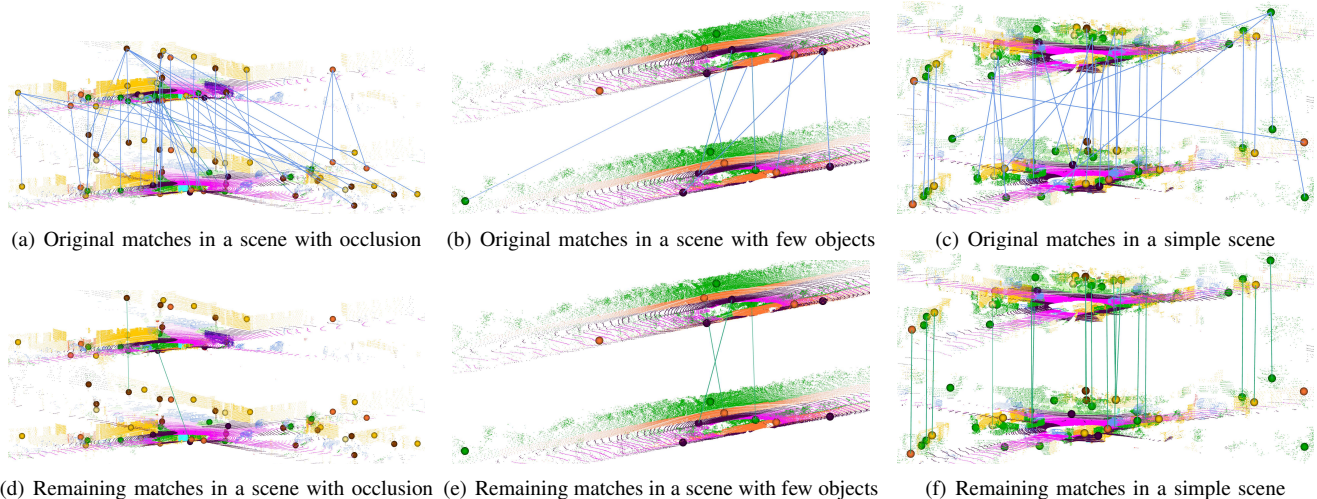 (a) Original matches in a scene with occlusion
(b) Original matches in a scene with few objects
(c) Original matches in a simple scene
(d) Remaining matches in a scene with occlusion
(e) Remaining matches in a scene with few objects
(f) Remaining matches in a simple scene